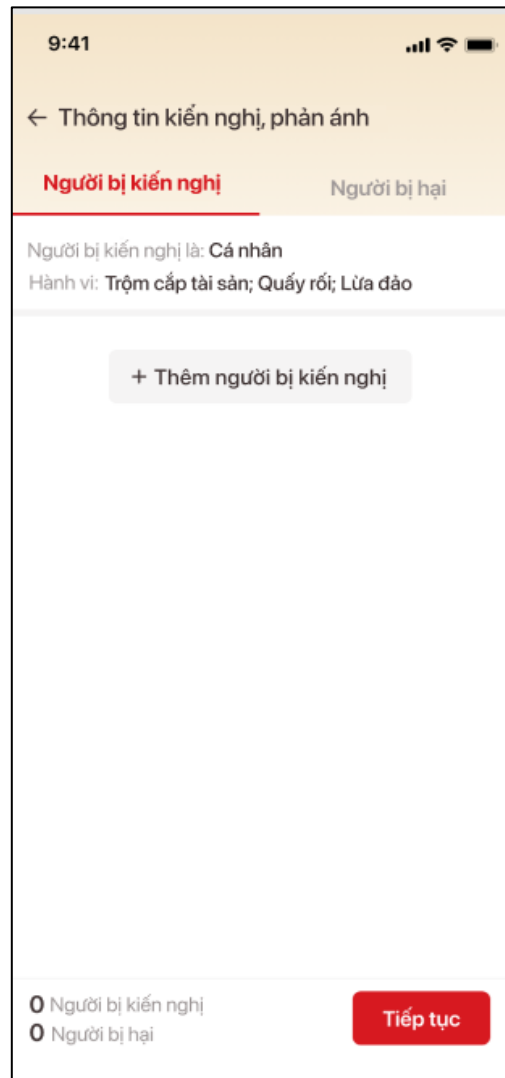 9:41
← Thông tin kiến nghị, phản ánh
Người bị kiến nghị
Người bị hại
Người bị kiến nghị là: Cá nhân
Hành vi: Trộm cắp tài sản; Quấy rối; Lừa đảo
+ Thêm người bị kiến nghị
0 Người bị kiến nghị
0 Người bị hại
Tiếp tục